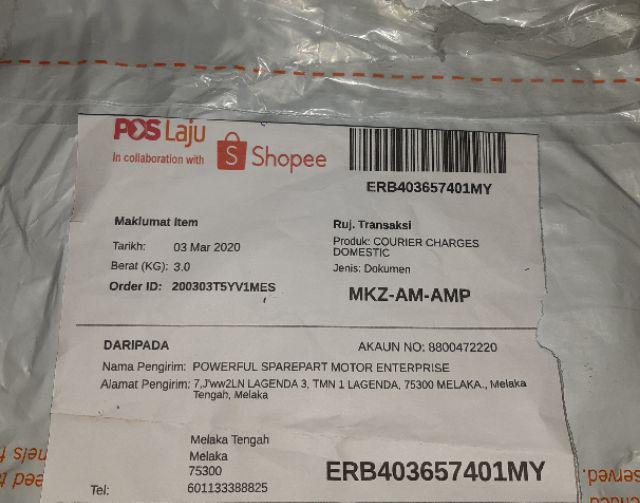 POS Laju
In collaboration with Shopee
ERB403657401MY
Maklumat Item
Ruj. Transaksi
Tarikh: 03 Mar 2020
Produk: COURIER CHARGES
DOMESTIC
Berat (KG): 3.0
Jenis: Dokumen
Order ID: 200303T5YV1MES
MKZ-AM-AMP
DARIPADA
AKAUN NO: 8800472220
Nama Pengirim: POWERFUL SPAREPART MOTOR ENTERPRISE
Alamat Pengirim: 7,J'ww2LN LAGENDA 3, TMN 1 LAGENDA, 75300 MELAKA., Melaka
Tengah, Melaka
Melaka Tengah
Melaka
75300
ERB403657401MY
Tel: 601133388825